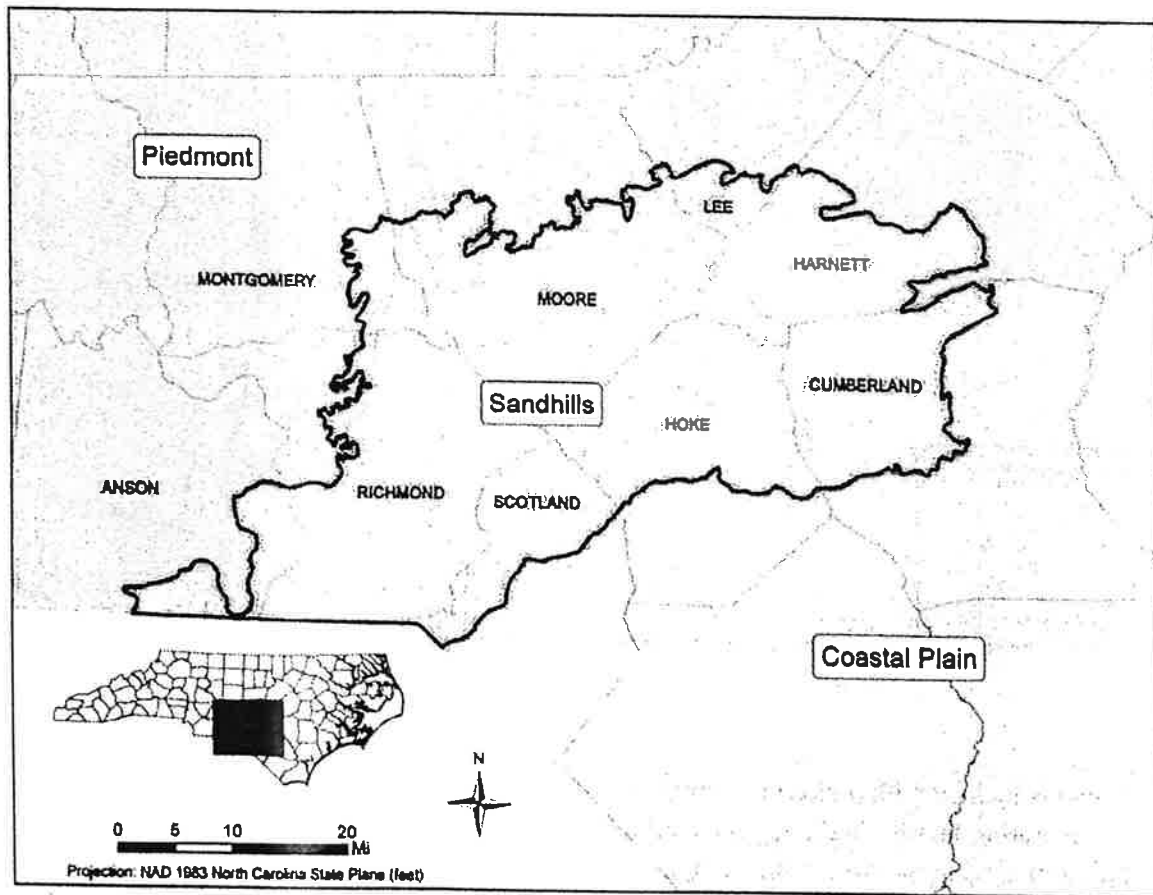 Piedmont
LEE
HARNETT
MONTGOMERY
MOORE
CUMBERLAND
Sandhills
HOKE
ANSON
RICHMOND
SCOTLAND
Coastal Plain
N
0 5 10 20
Mi
Projection: NAD 1983 North Carolina State Plane (feet)